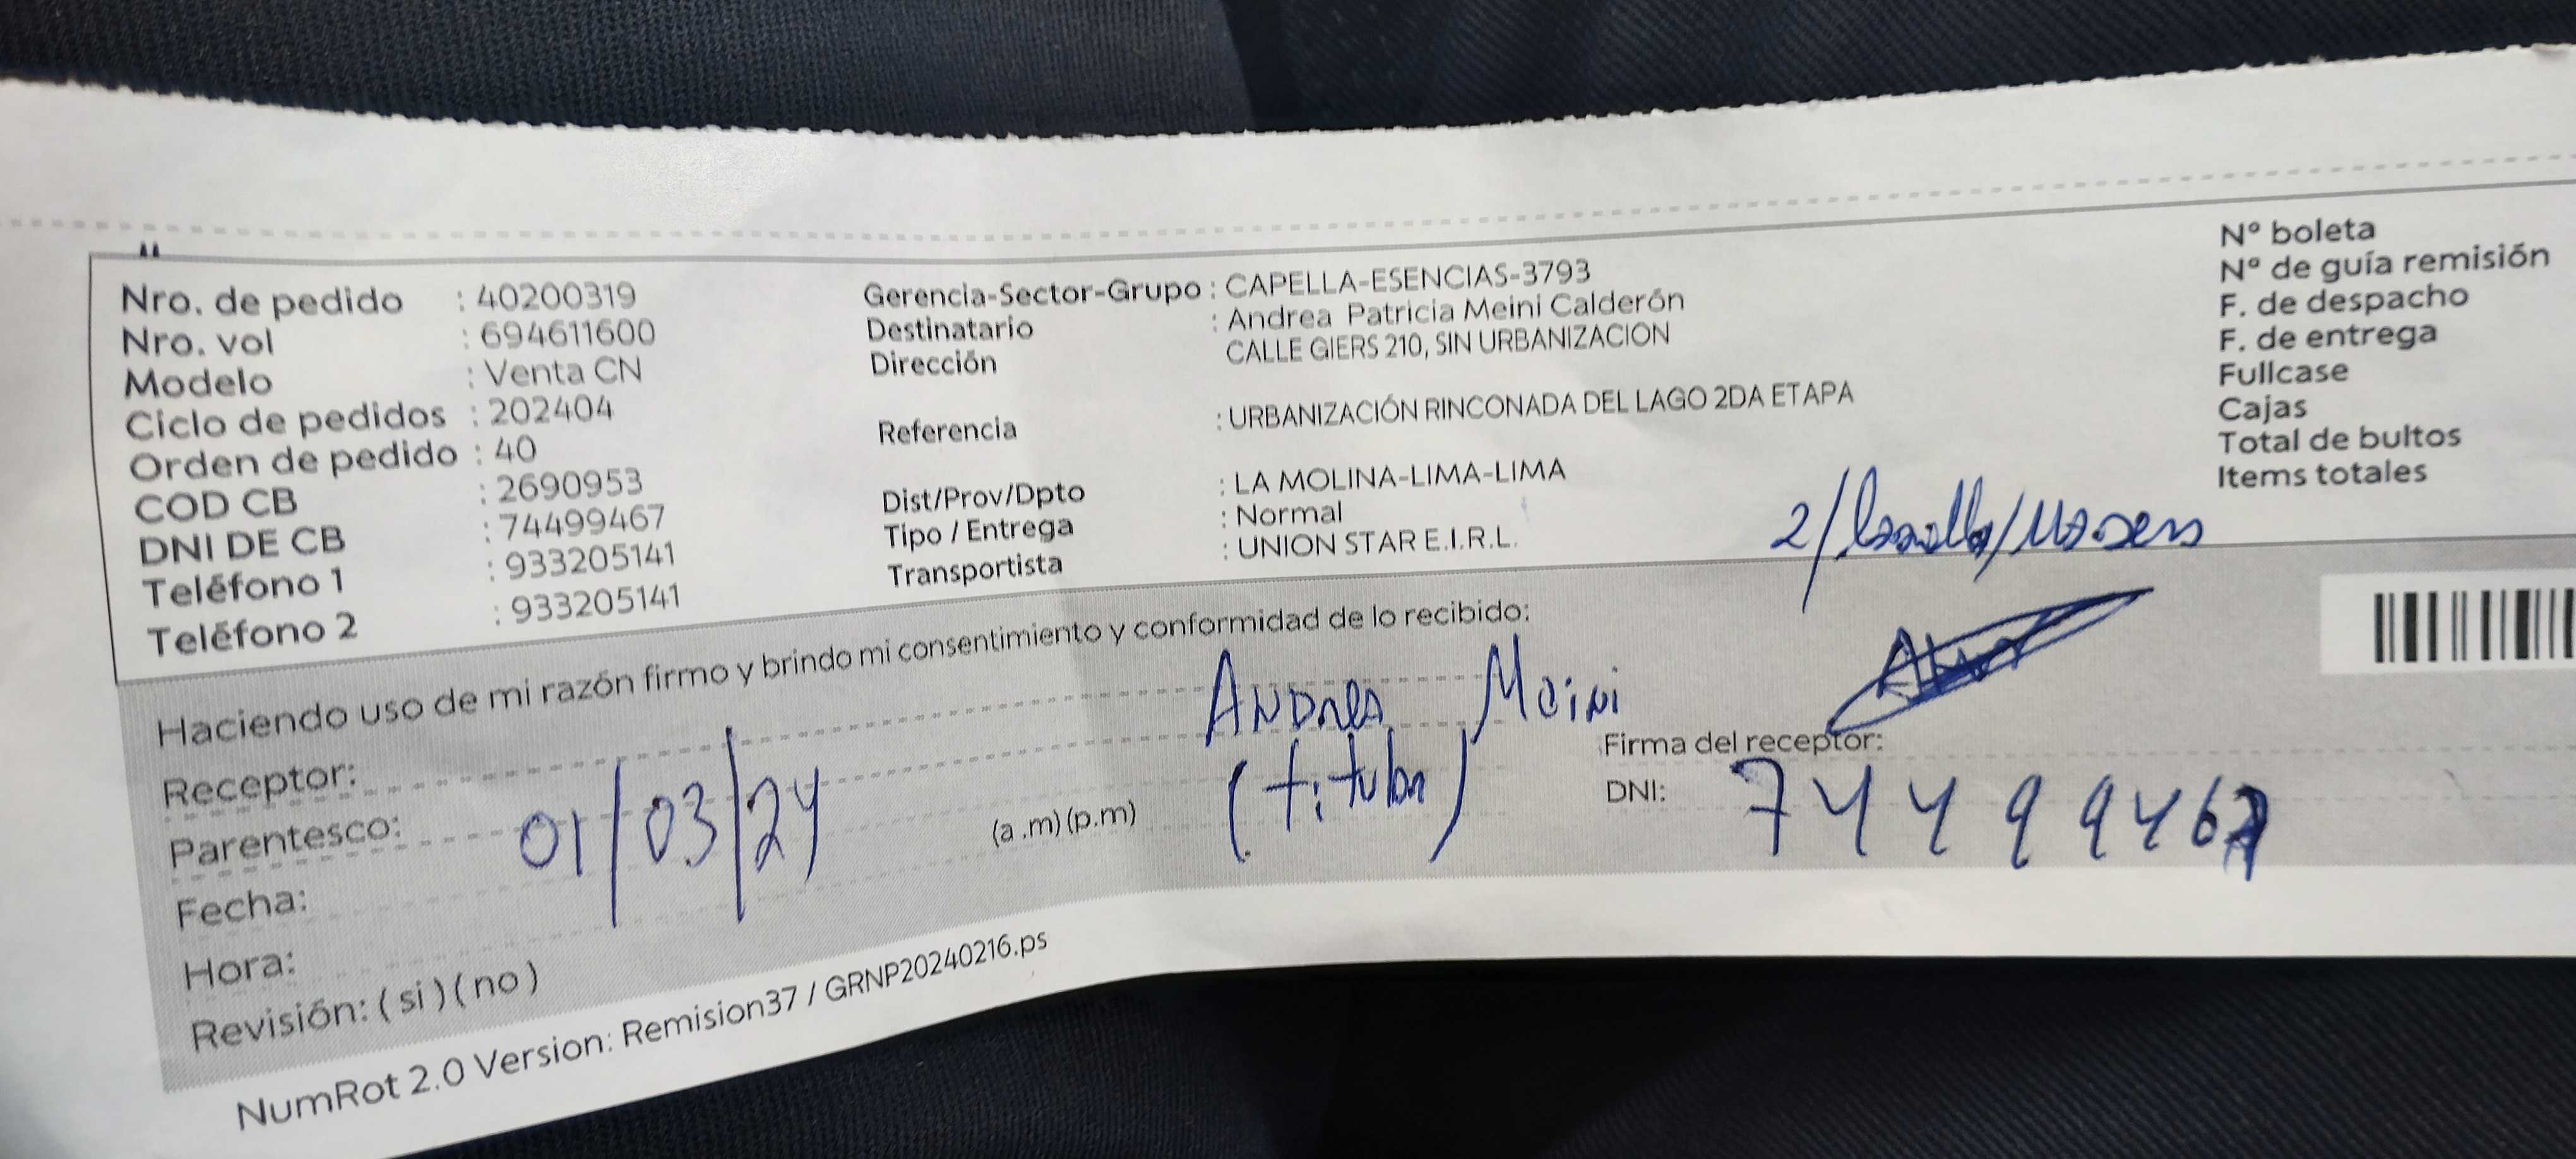 Nro. de pedido : 40200319
Nro. vol : 694611600
Modelo : Venta CN
Ciclo de pedidos : 202404
Orden de pedido : 40
COD CB : 2690953
DNI DE CB : 74499467
Teléfono 1 : 933205141
Teléfono 2 : 933205141
Gerencia-Sector-Grupo : CAPELLA-ESENCIAS-3793
Destinatario : Andrea Patricia Meini Calderón
Dirección CALLE GIERS 210, SIN URBANIZACION
Referencia : URBANIZACIÓN RINCONADA DEL LAGO 2DA ETAPA
Dist/Prov/Dpto : LA MOLINA-LIMA-LIMA
Tipo / Entrega : Normal
Transportista : UNION STAR E.I.R.L.
N° boleta
N° de guía remisión
F. de despacho
F. de entrega
Fullcase
Cajas
Total de bultos
Items totales
2/
Haciendo uso de mi razón firmo y brindo mi consentimiento y conformidad de lo recibido:
Receptor: Andrea Meini
Parentesco: (titular)
Fecha: 01/03/24
Hora: (a.m)(p.m)
Revisión: (si)(no)
Firma del receptor:
DNI: 74499467
NumRot 2.0 Version: Remision37 / GRNP20240216.ps